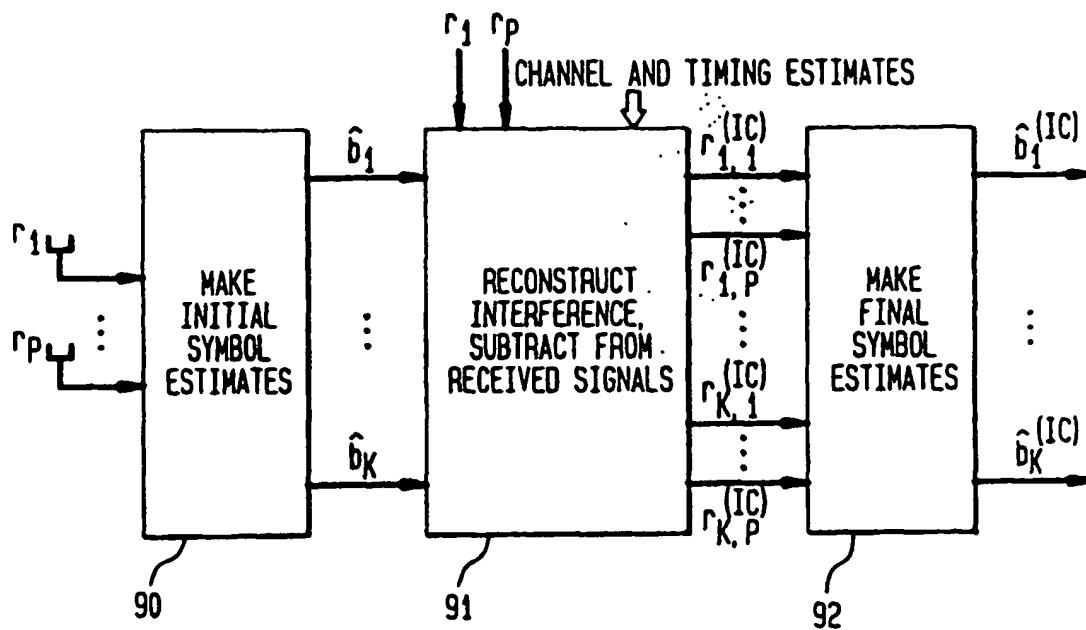 r1 rP
CHANNEL AND TIMING ESTIMATES
r1
⋮
rP
MAKE
INITIAL
SYMBOL
ESTIMATES
b̂1
⋮
b̂K
RECONSTRUCT
INTERFERENCE,
SUBTRACT FROM
RECEIVED SIGNALS
r1,1(IC)
⋮
r1,P(IC)
⋮
rK,1(IC)
⋮
rK,P(IC)
MAKE
FINAL
SYMBOL
ESTIMATES
b̂1(IC)
⋮
b̂K(IC)
90
91
92